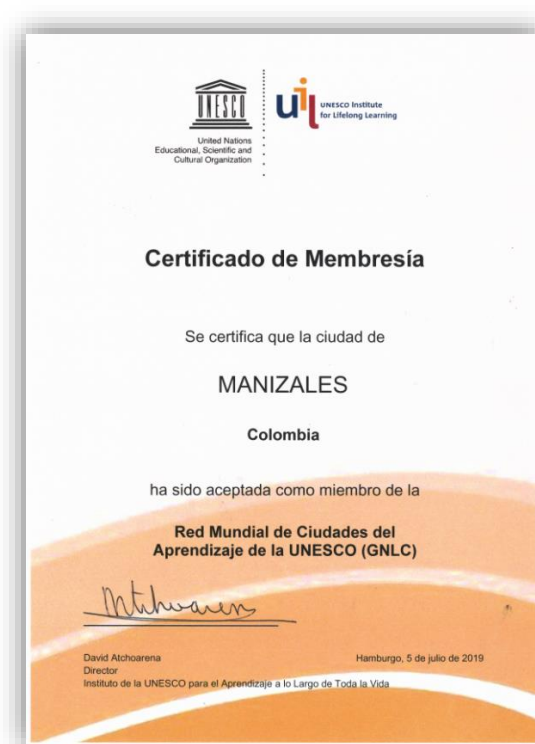 UNESCO
United Nations
Educational, Scientific and
Cultural Organization
uil
UNESCO Institute
for Lifelong Learning
Certificado de Membresía
Se certifica que la ciudad de
MANIZALES
Colombia
ha sido aceptada como miembro de la
Red Mundial de Ciudades del
Aprendizaje de la UNESCO (GNLC)
David Atchoarena
Director
Instituto de la UNESCO para el Aprendizaje a lo Largo de Toda la Vida
Hamburgo, 5 de julio de 2019